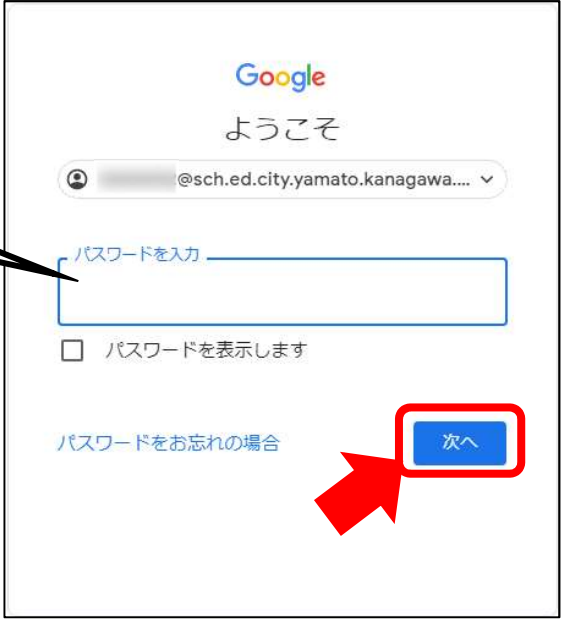 Google
ようこそ
@sch.ed.city.yamato.kanagawa....
パスワードを入力
パスワードを表示します
パスワードをお忘れの場合
次へ